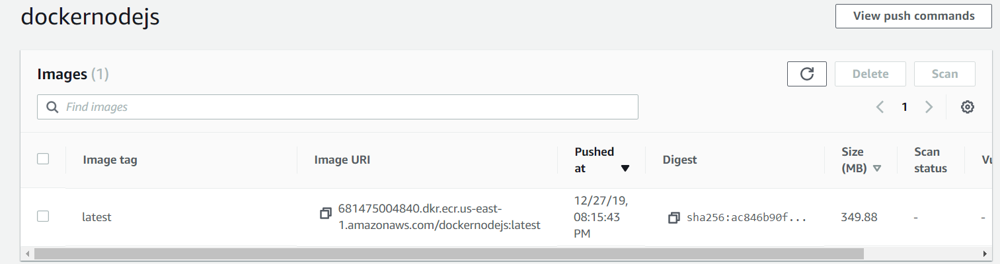 dockernodejs
View push commands
Images (1)
Delete
Scan
Find images
1
Image tag
Image URI
Pushed
at
Digest
Size
(MB)
Scan
status
Vu
latest
681475004840.dkr.ecr.us-east-
1.amazonaws.com/dockernodejs:latest
12/27/19,
08:15:43
PM
sha256:ac846b90f...
349.88
-
-